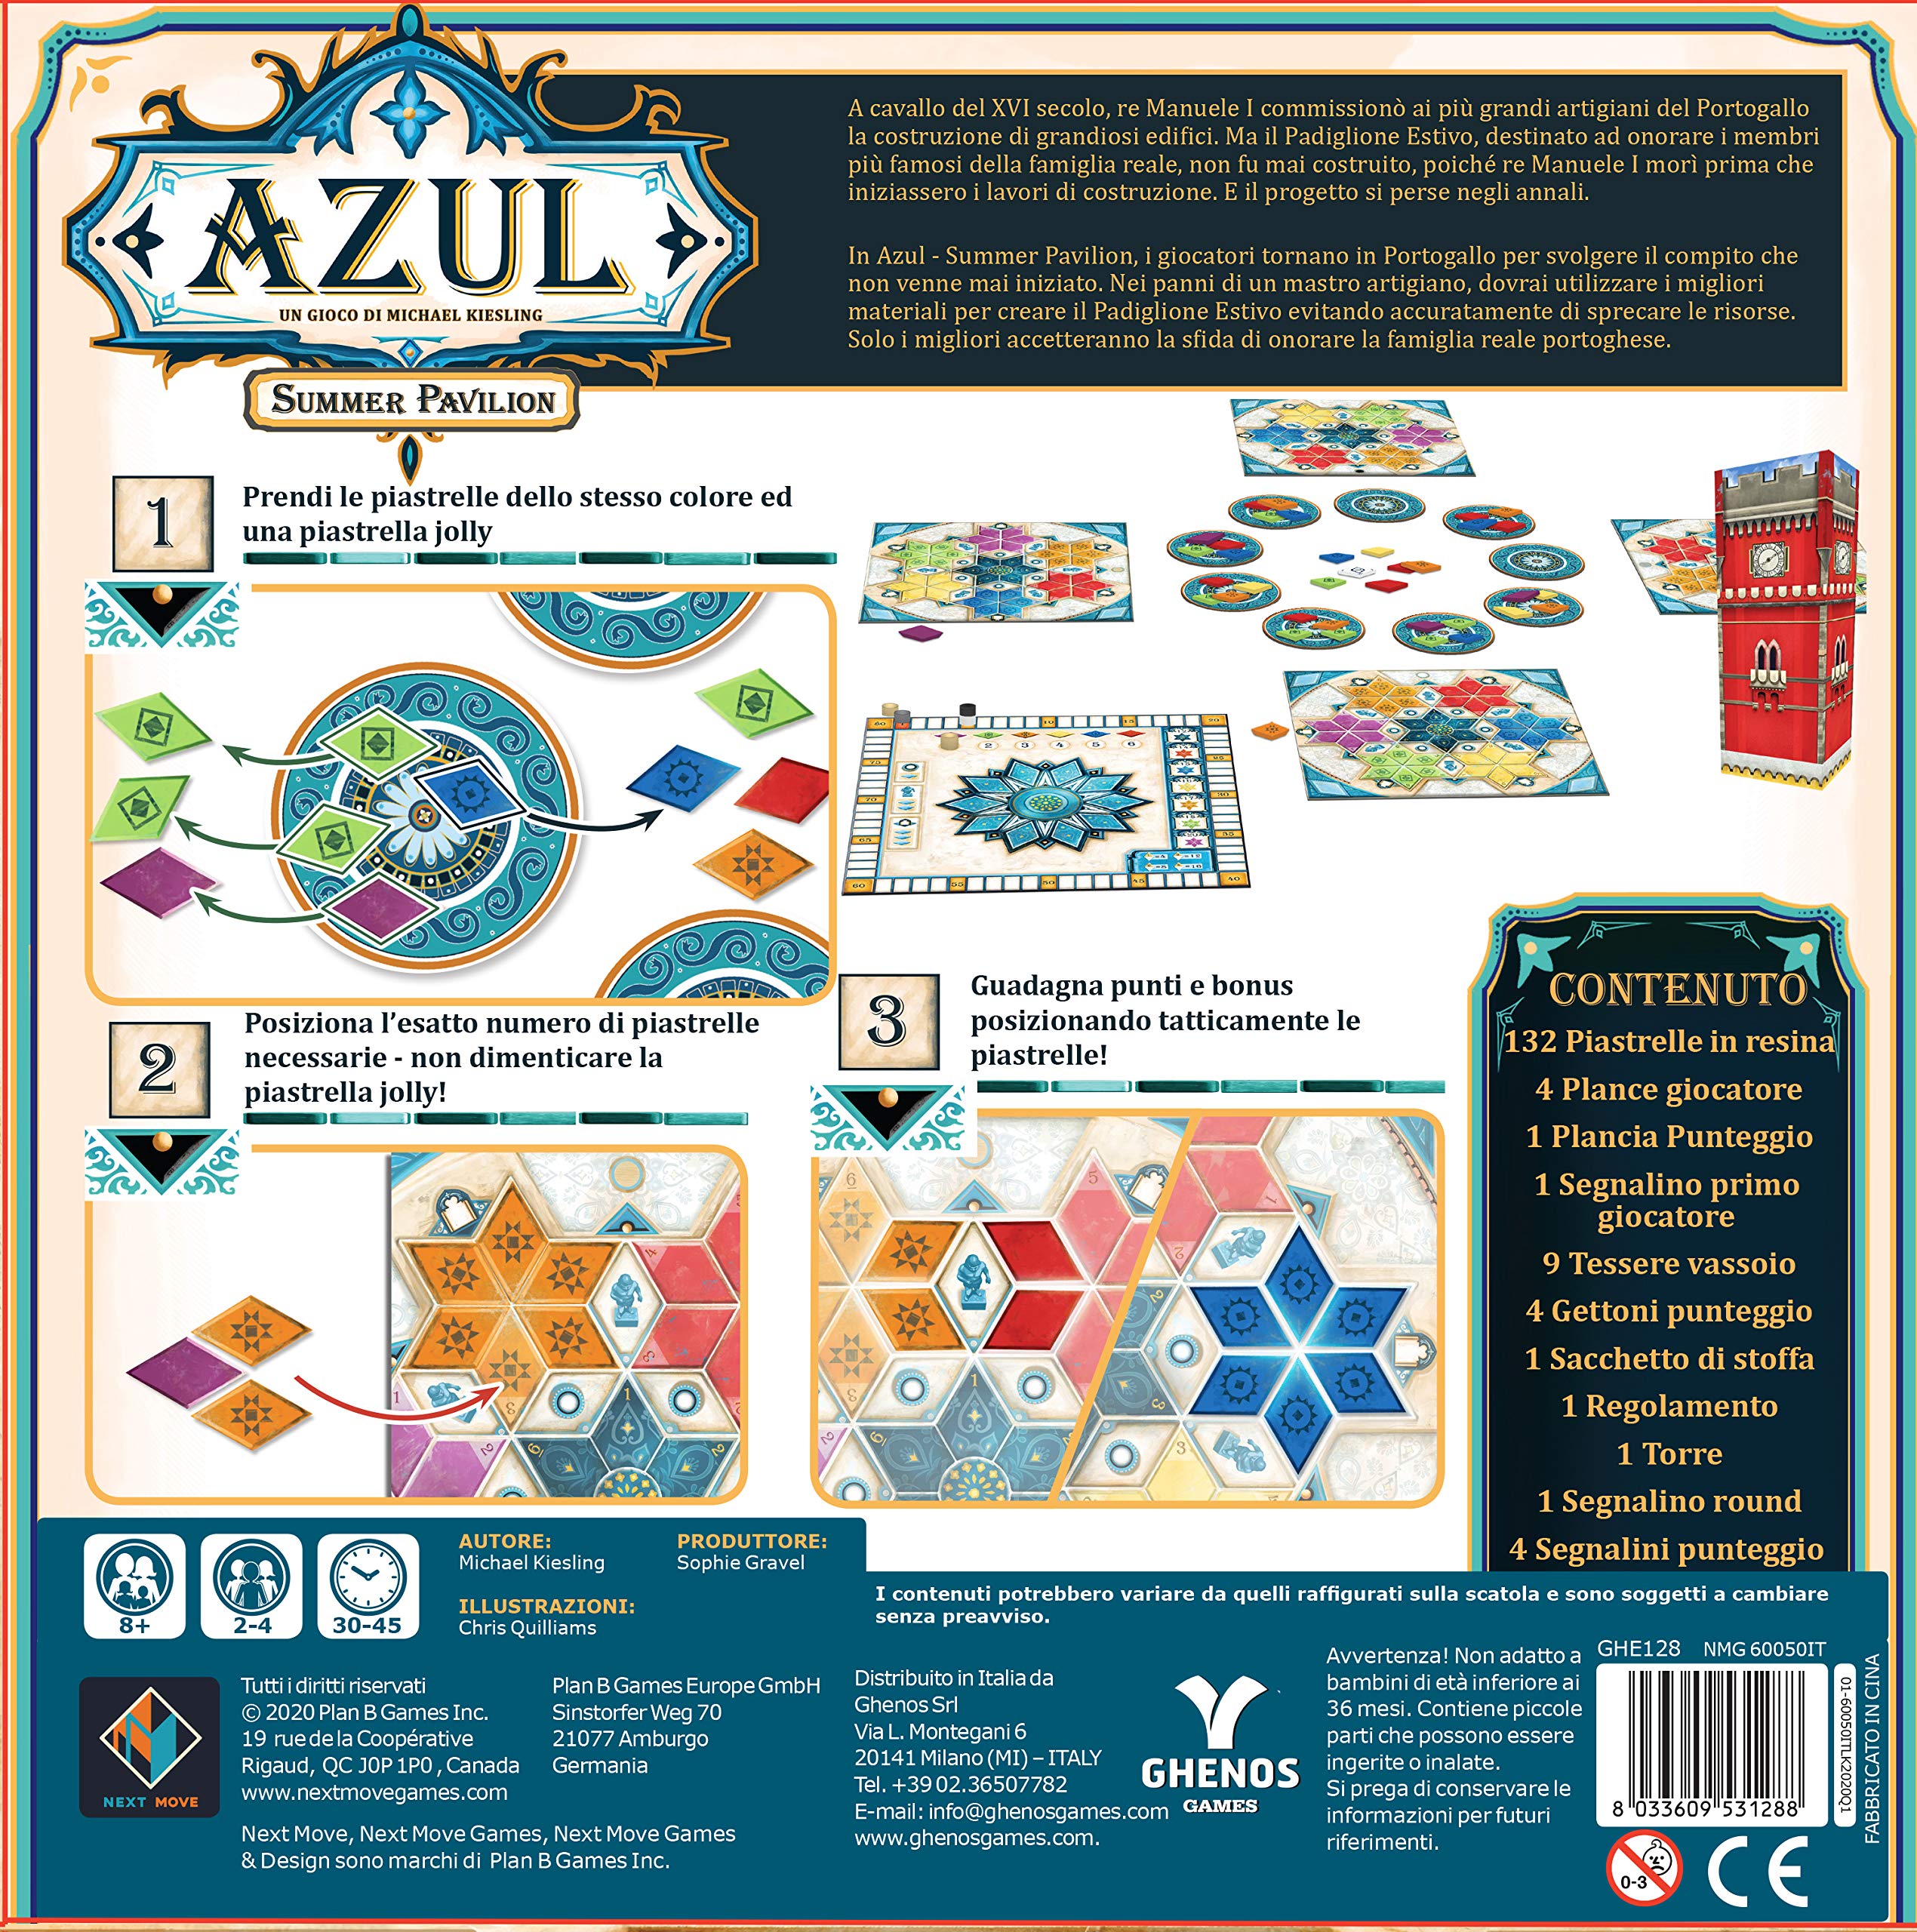 AZUL
UN GIOCO DI MICHAEL KIESLING
SUMMER PAVILION
A cavallo del XVI secolo, re Manuele I commissionò ai più grandi artigiani del Portogallo
la costruzione di grandiosi edifici. Ma il Padiglione Estivo, destinato ad onorare i membri
più famosi della famiglia reale, non fu mai costruito, poiché re Manuele I morì prima che
iniziassero i lavori di costruzione. E il progetto si perse negli annali.
In Azul - Summer Pavilion, i giocatori tornano in Portogallo per svolgere il compito che
non venne mai iniziato. Nei panni di un mastro artigiano, dovrai utilizzare i migliori
materiali per creare il Padiglione Estivo evitando accuratamente di sprecare le risorse.
Solo i migliori accetteranno la sfida di onorare la famiglia reale portoghese.
1
Prendi le piastrelle dello stesso colore ed
una piastrella jolly
2
Posiziona l'esatto numero di piastrelle
necessarie - non dimenticare la
piastrella jolly!
3
Guadagna punti e bonus
posizionando tatticamente le
piastrelle!
CONTENUTO
132 Piastrelle in resina
4 Plance giocatore
1 Plancia Punteggio
1 Segnalino primo
giocatore
9 Tessere vassoio
4 Gettoni punteggio
1 Sacchetto di stoffa
1 Regolamento
1 Torre
1 Segnalino round
4 Segnalini punteggio
8+
2-4
30-45
AUTORE:
Michael Kiesling
PRODUTTORE:
Sophie Gravel
ILLUSTRAZIONI:
Chris Quilliams
I contenuti potrebbero variare da quelli raffigurati sulla scatola e sono soggetti a cambiare
senza preavviso.
NEXT MOVE
Tutti i diritti riservati
© 2020 Plan B Games Inc.
19 rue de la Coopérative
Rigaud, QC J0P 1P0 , Canada
www.nextmovegames.com
Plan B Games Europe GmbH
Sinstorfer Weg 70
21077 Amburgo
Germania
Next Move, Next Move Games, Next Move Games
& Design sono marchi di Plan B Games Inc.
Distribuito in Italia da
Ghenos Srl
Via L. Montegani 6
20141 Milano (MI) – ITALY
Tel. +39 02.36507782
E-mail: info@ghenosgames.com
www.ghenosgames.com.
GHENOS
GAMES
Avvertenza! Non adatto a
bambini di età inferiore ai
36 mesi. Contiene piccole
parti che possono essere
ingerite o inalate.
Si prega di conservare le
informazioni per futuri
riferimenti.
GHE128 NMG 60050IT
8 033609 531288
01-60050ITLK2020Q1
FABBRICATO IN CINA
0-3
CE